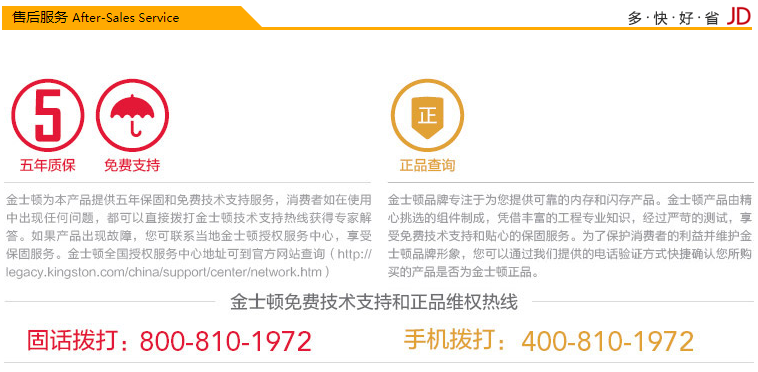 售后服务 After-Sales Service
多·快·好·省 JD
5
正
五年质保 免费支持
正品查询
金士顿为本产品提供五年保固和免费技术支持服务，消费者如在使用
中出现任何问题，都可以直接拨打金士顿技术支持热线获得专家解
答。如果产品出现故障，您可联系当地金士顿授权服务中心，享受
保固服务。金士顿全国授权服务中心地址可到官方网站查询（http://
legacy.kingston.com/china/support/center/network.htm）
金士顿品牌专注于为您提供可靠的内存和闪存产品。金士顿产品由精
心挑选的组件制成，凭借丰富的工程专业知识，经过严苛的测试，享
受免费技术支持和贴心的保固服务。为了保护消费者的利益并维护金
士顿品牌形象，您可以通过我们提供的电话验证方式快捷确认您所购
买的产品是否为金士顿正品。
金士顿免费技术支持和正品维权热线
固话拨打：800-810-1972
手机拨打：400-810-1972